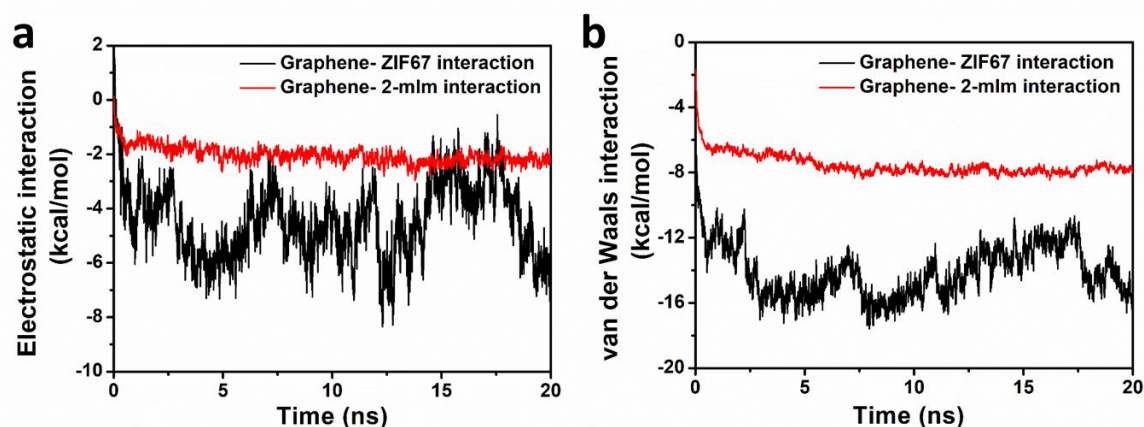 a
Electrostatic interaction
(kcal/mol)
2
0
-2
-4
-6
-8
-10
Graphene- ZIF67 interaction
Graphene- 2-mIm interaction
0
5
10
15
20
Time (ns)
b
van der Waals interaction
(kcal/mol)
0
-4
-8
-12
-16
-20
Graphene- ZIF67 interaction
Graphene- 2-mIm interaction
0
5
10
15
20
Time (ns)